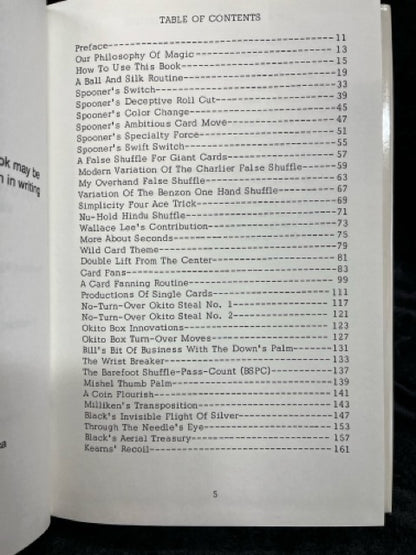 ok may be
n in writing
TABLE OF CONTENTS
Preface------------------------------------------11
Our Philosophy Of Magic--------------------------13
How To Use This Book-----------------------------15
A Ball And Silk Routine--------------------------19
Spooner's Switch---------------------------------33
Spooner's Deceptive Roll Cut---------------------39
Spooner's Color Change---------------------------45
Spooner's Ambitious Card Move--------------------47
Spooner's Specialty Force------------------------51
Spooner's Swift Switch---------------------------55
A False Shuffle For Giant Cards------------------57
Modern Variation Of The Charlier False Shuffle---59
My Overhand False Shuffle------------------------63
Variation Of The Benzon One Hand Shuffle---------67
Simplicity Four Ace Trick------------------------69
Nu-Hold Hindu Shuffle----------------------------71
Wallace Lee's Contribution-----------------------73
More About Seconds-------------------------------75
Wild Card Theme----------------------------------79
Double Lift From The Center----------------------81
Card Fans----------------------------------------83
A Card Fanning Routine---------------------------99
Productions Of Single Cards---------------------111
No-Turn-Over Okito Steal No. 1------------------117
No-Turn-Over Okito Steal No. 2------------------121
Okito Box Innovations---------------------------123
Okito Box Turn-Over Moves-----------------------127
Bill's Bit Of Business With The Down's Palm-----131
The Wrist Breaker-------------------------------133
The Barefoot Shuffle-Pass-Count (BSPC)----------137
Mishel Thumb Palm-------------------------------139
A Coin Flourish---------------------------------141
Milliken's Transposition------------------------143
Black's Invisible Flight Of Silver--------------147
Through The Needle's Eye------------------------153
Black's Aerial Treasury-------------------------157
Kearns' Recoil----------------------------------161
5